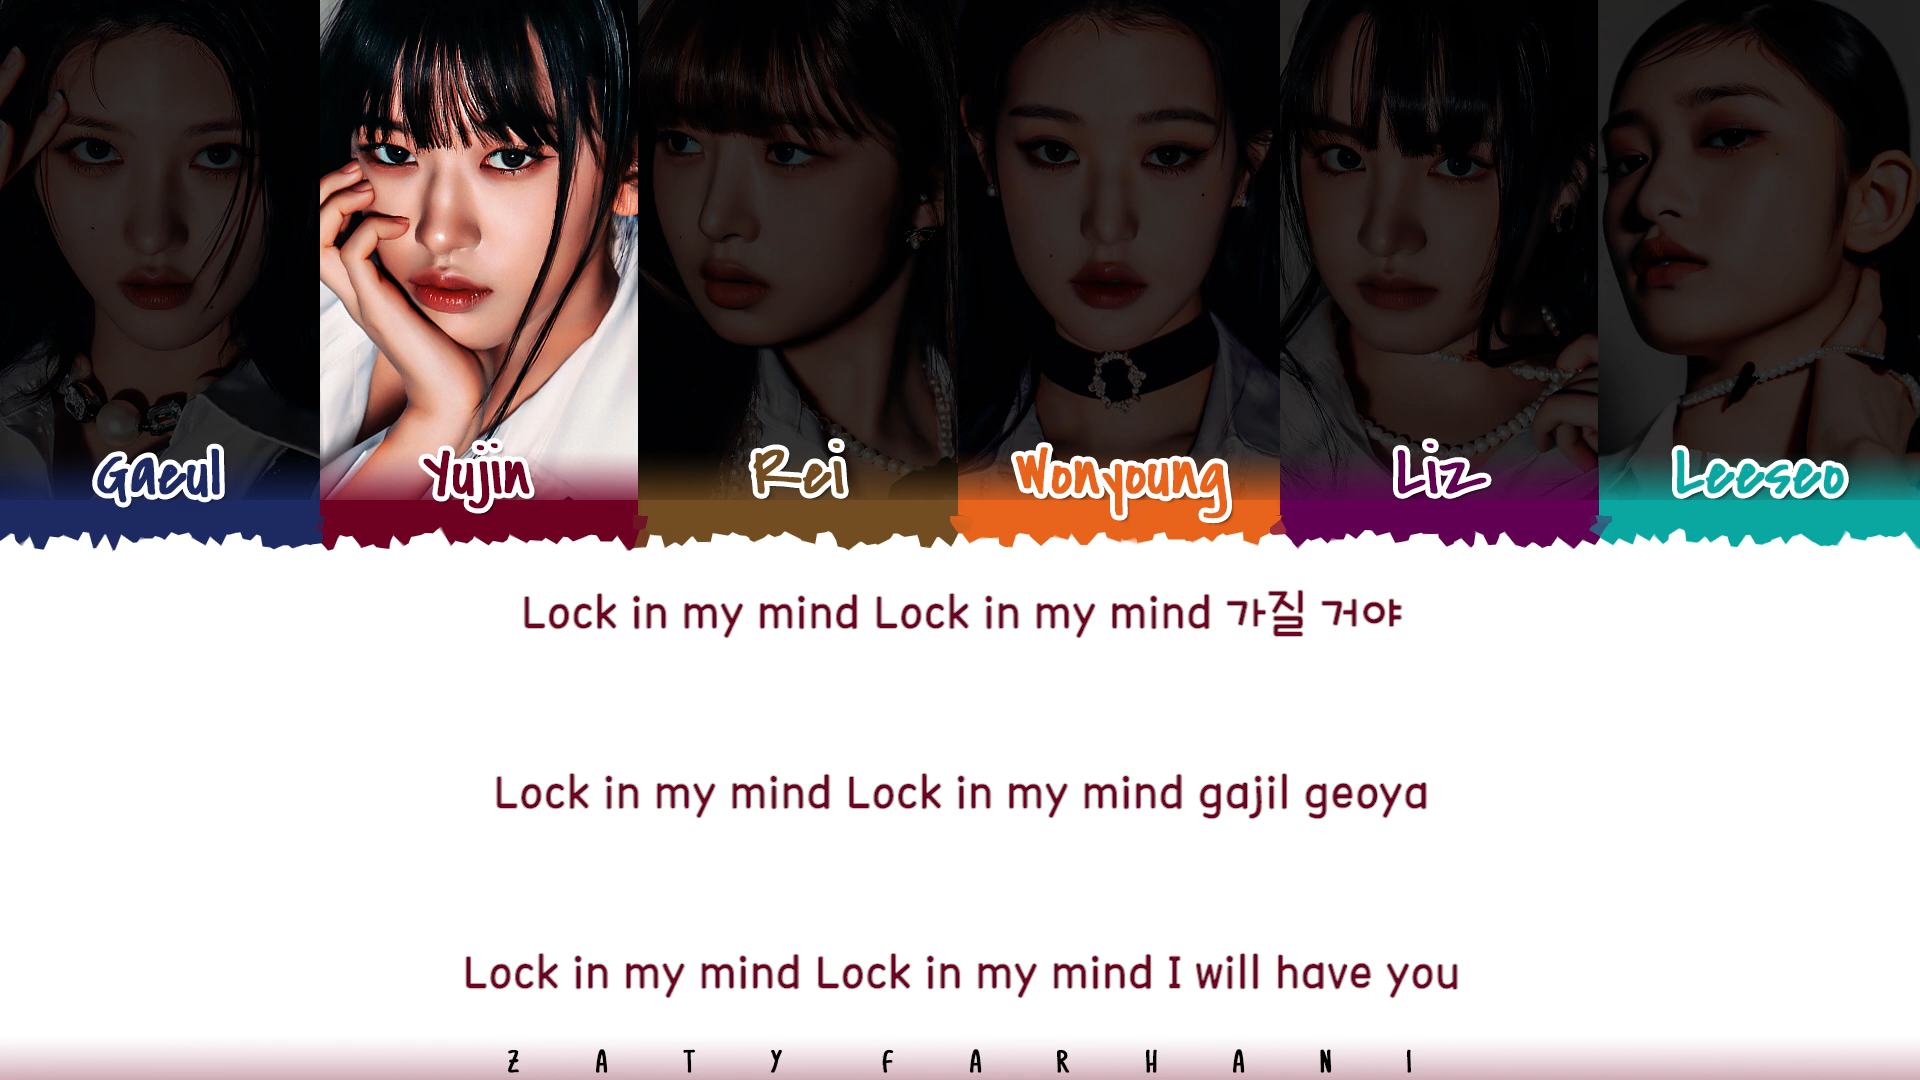 Gaeul Yujin Rei Wonyoung Liz Leeseo
Lock in my mind Lock in my mind 가질 거야
Lock in my mind Lock in my mind gajil geoya
Lock in my mind Lock in my mind I will have you
ZATY FARHANI